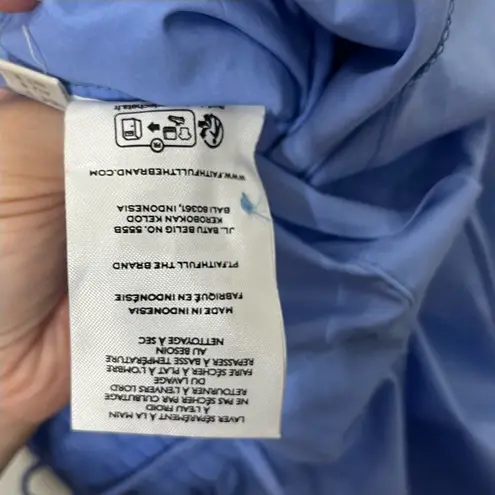 LAVER SÉPARÉMENT À LA MAIN
À L'EAU FROID
NE PAS SÉCHER PAR CULBUTAGE
RETOURNER À L'ENVERS LORD
DU LAVAGE
FAIRE SÉCHER À PLAT À L'OMBRE
REPASSER À BASSE TEMPÉRATURE
AU BESOIN
NETTOYAGE À SEC
MADE IN INDONESIA
FABRIQUÉ EN INDONÉSIE
PT.FAITHFULL THE BRAND
JL. BATU BELIG NO. 555B
KEROBOKAN KELOD
BALI 80361, INDONESIA
WWW.FAITHFULLTHEBRAND.COM
FR